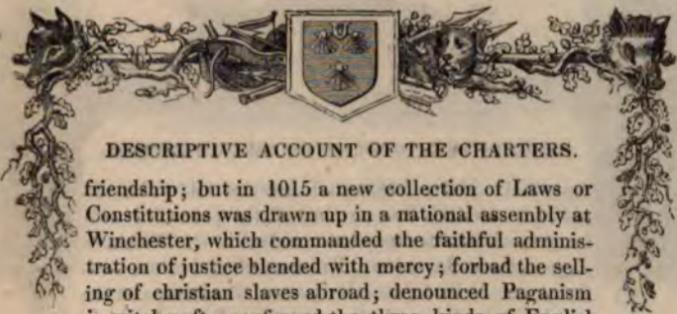 DESCRIPTIVE ACCOUNT OF THE CHARTERS.
friendship; but in 1015 a new collection of Laws or
Constitutions was drawn up in a national assembly at
Winchester, which commanded the faithful adminis-
tration of justice blended with mercy; forbad the sell-
ing of christian slaves abroad; denounced Paganism